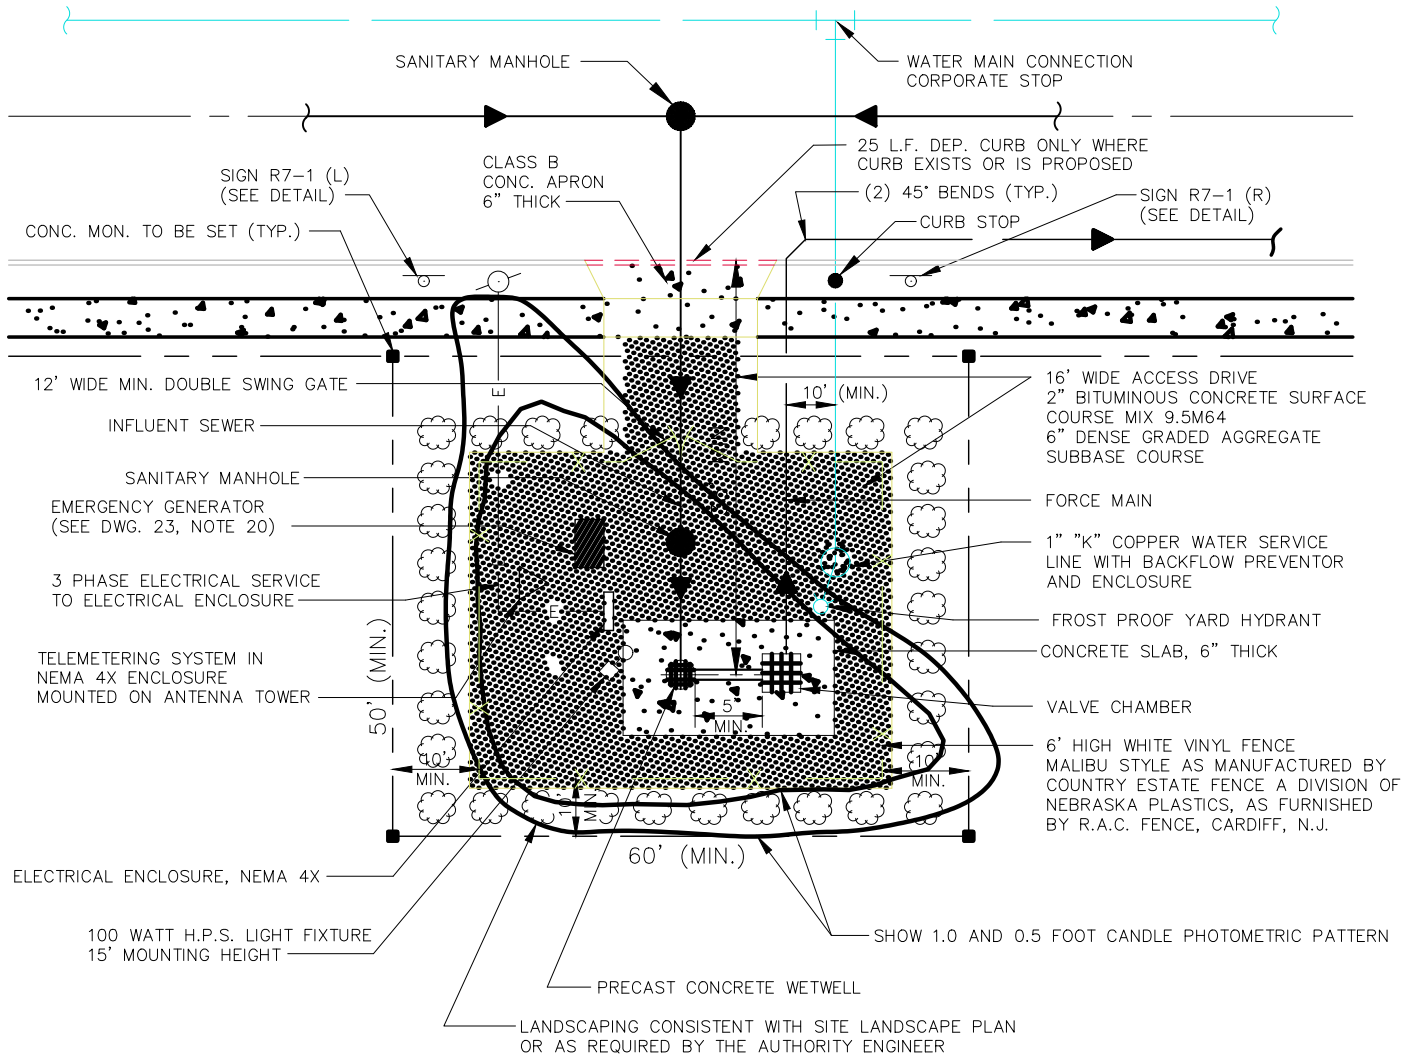 SANITARY MANHOLE
WATER MAIN CONNECTION
CORPORATE STOP
25 L.F. DEP. CURB ONLY WHERE
CURB EXISTS OR IS PROPOSED
CLASS B
CONC. APRON
6" THICK
SIGN R7-1 (L)
(SEE DETAIL)
(2) 45° BENDS (TYP.)
SIGN R7-1 (R)
(SEE DETAIL)
CURB STOP
CONC. MON. TO BE SET (TYP.)
12' WIDE MIN. DOUBLE SWING GATE
E
10' (MIN.)
16' WIDE ACCESS DRIVE
2" BITUMINOUS CONCRETE SURFACE
COURSE MIX 9.5M64
6" DENSE GRADED AGGREGATE
SUBBASE COURSE
INFLUENT SEWER
SANITARY MANHOLE
EMERGENCY GENERATOR
(SEE DWG. 23, NOTE 20)
FORCE MAIN
1" "K" COPPER WATER SERVICE
LINE WITH BACKFLOW PREVENTOR
AND ENCLOSURE
3 PHASE ELECTRICAL SERVICE
TO ELECTRICAL ENCLOSURE
E
FROST PROOF YARD HYDRANT
CONCRETE SLAB, 6" THICK
TELEMETERING SYSTEM IN
NEMA 4X ENCLOSURE
MOUNTED ON ANTENNA TOWER
50' (MIN.)
5'
MIN.
VALVE CHAMBER
6' HIGH WHITE VINYL FENCE
MALIBU STYLE AS MANUFACTURED BY
COUNTRY ESTATE FENCE A DIVISION OF
NEBRASKA PLASTICS, AS FURNISHED
BY R.A.C. FENCE, CARDIFF, N.J.
10'
MIN.
10'
MIN.
10'
MIN.
60' (MIN.)
ELECTRICAL ENCLOSURE, NEMA 4X
100 WATT H.P.S. LIGHT FIXTURE
15' MOUNTING HEIGHT
SHOW 1.0 AND 0.5 FOOT CANDLE PHOTOMETRIC PATTERN
PRECAST CONCRETE WETWELL
LANDSCAPING CONSISTENT WITH SITE LANDSCAPE PLAN
OR AS REQUIRED BY THE AUTHORITY ENGINEER